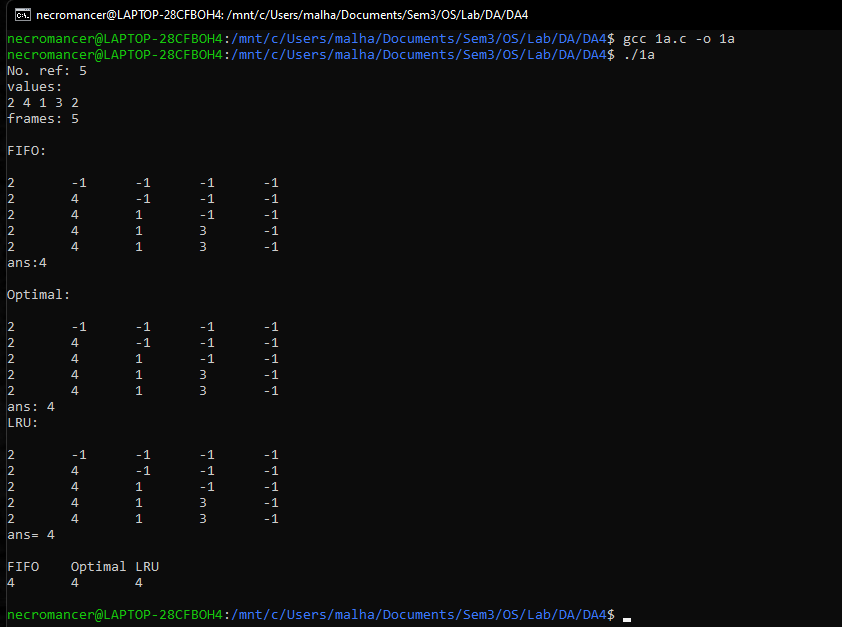 necromancer@LAPTOP-28CFBOH4: /mnt/c/Users/malha/Documents/Sem3/OS/Lab/DA/DA4
necromancer@LAPTOP-28CFBOH4:/mnt/c/Users/malha/Documents/Sem3/OS/Lab/DA/DA4$ gcc 1a.c -o 1a
necromancer@LAPTOP-28CFBOH4:/mnt/c/Users/malha/Documents/Sem3/OS/Lab/DA/DA4$ ./1a
No. ref: 5
values:
2 4 1 3 2
frames: 5
FIFO:
2 -1 -1 -1 -1
2 4 -1 -1 -1
2 4 1 -1 -1
2 4 1 3 -1
2 4 1 3 -1
ans:4
Optimal:
2 -1 -1 -1 -1
2 4 -1 -1 -1
2 4 1 -1 -1
2 4 1 3 -1
2 4 1 3 -1
ans: 4
LRU:
2 -1 -1 -1 -1
2 4 -1 -1 -1
2 4 1 -1 -1
2 4 1 3 -1
2 4 1 3 -1
ans= 4
FIFO Optimal LRU
4 4 4
necromancer@LAPTOP-28CFBOH4:/mnt/c/Users/malha/Documents/Sem3/OS/Lab/DA/DA4$